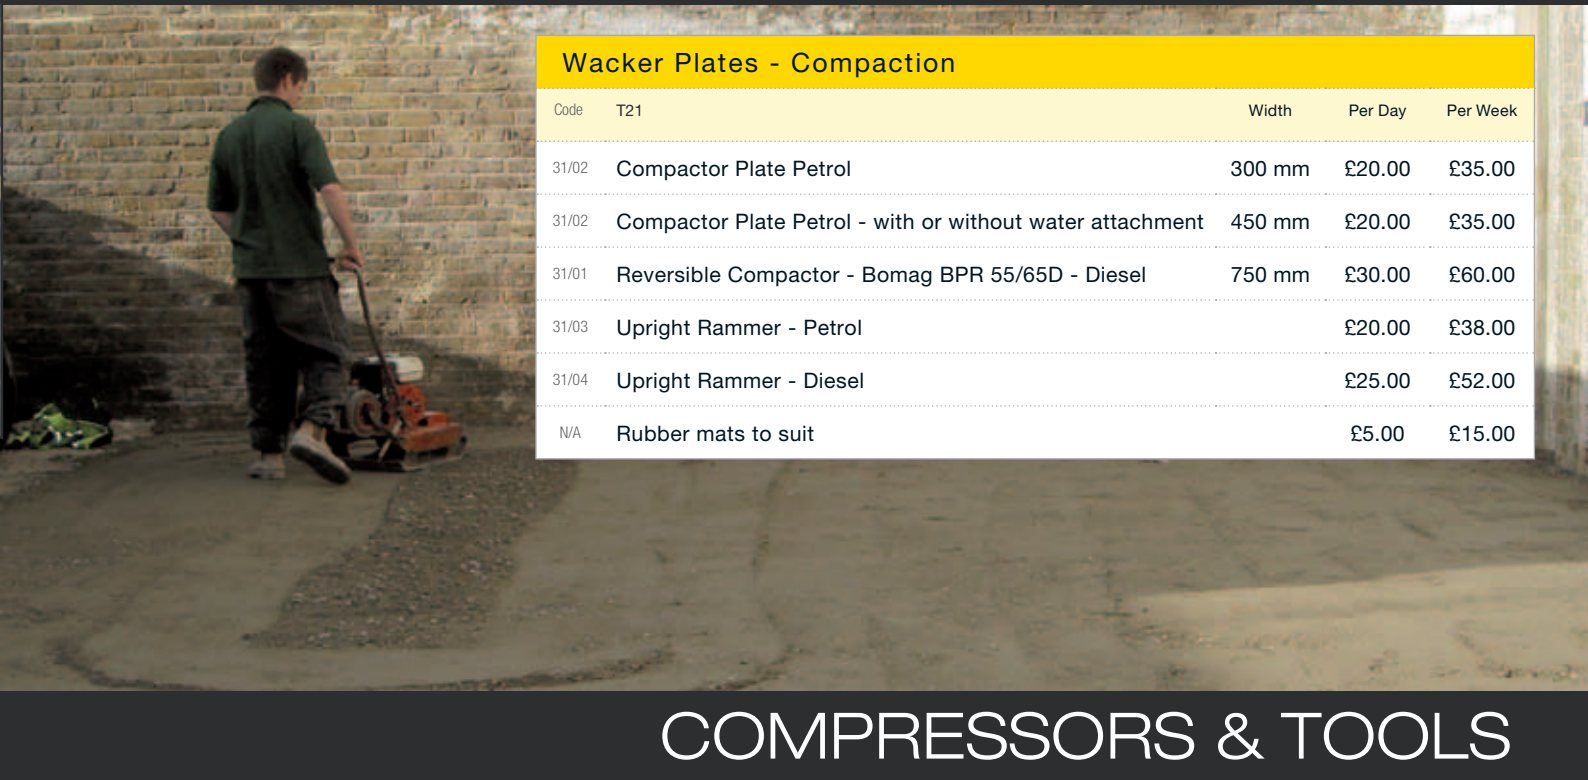 Wacker Plates - Compaction
Code T21 Width Per Day Per Week
31/02 Compactor Plate Petrol 300 mm £20.00 £35.00
31/02 Compactor Plate Petrol - with or without water attachment 450 mm £20.00 £35.00
31/01 Reversible Compactor - Bomag BPR 55/65D - Diesel 750 mm £30.00 £60.00
31/03 Upright Rammer - Petrol £20.00 £38.00
31/04 Upright Rammer - Diesel £25.00 £52.00
N/A Rubber mats to suit £5.00 £15.00
COMPRESSORS & TOOLS